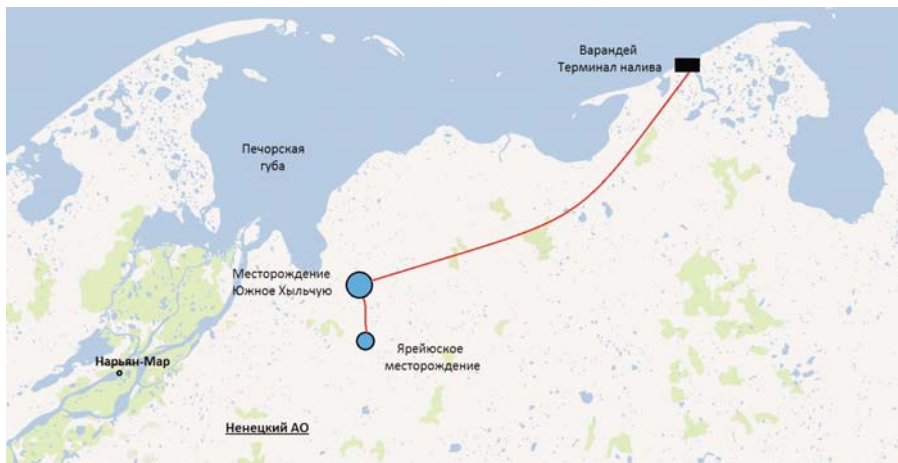 Варандей
Терминал налива
Печорская
губа
Месторождение
Южное Хыльчую
Ярейюское
месторождение
Нарьян-Мар
Ненецкий АО